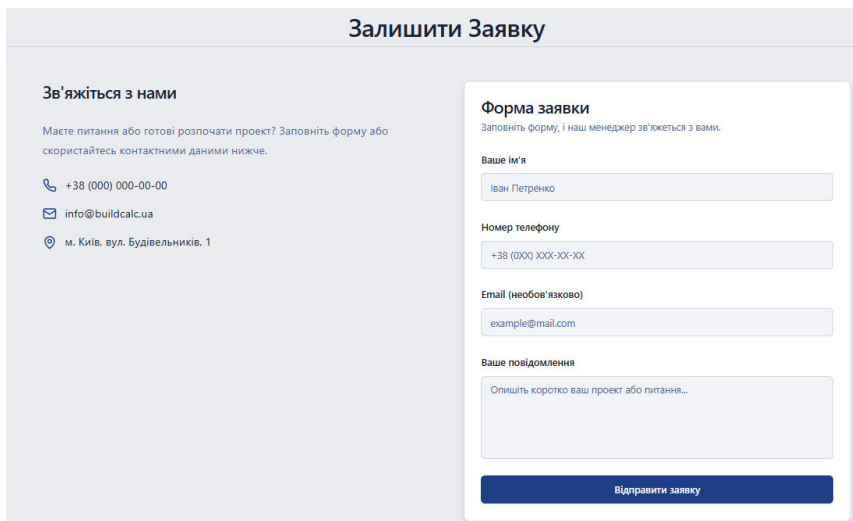 Залишити Заявку
Зв'яжіться з нами
Маєте питання або готові розпочати проект? Заповніть форму або
скористайтесь контактними даними нижче.
+38 (000) 000-00-00
info@buildcalc.ua
м. Київ, вул. Будівельників, 1
Форма заявки
Заповніть форму, і наш менеджер зв'яжеться з вами.
Ваше ім'я
Іван Петренко
Номер телефону
+38 (0XX) XXX-XX-XX
Email (необов'язково)
example@mail.com
Ваше повідомлення
Опишіть коротко ваш проект або питання...
Відправити заявку